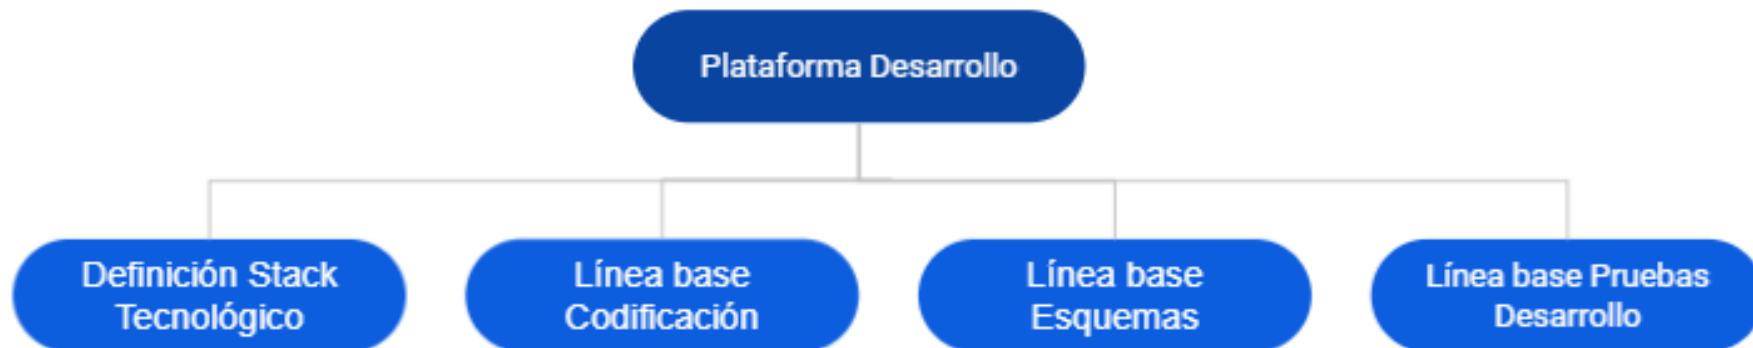 Plataforma Desarrollo
Definición Stack
Tecnológico
Línea base
Codificación
Línea base
Esquemas
Línea base Pruebas
Desarrollo